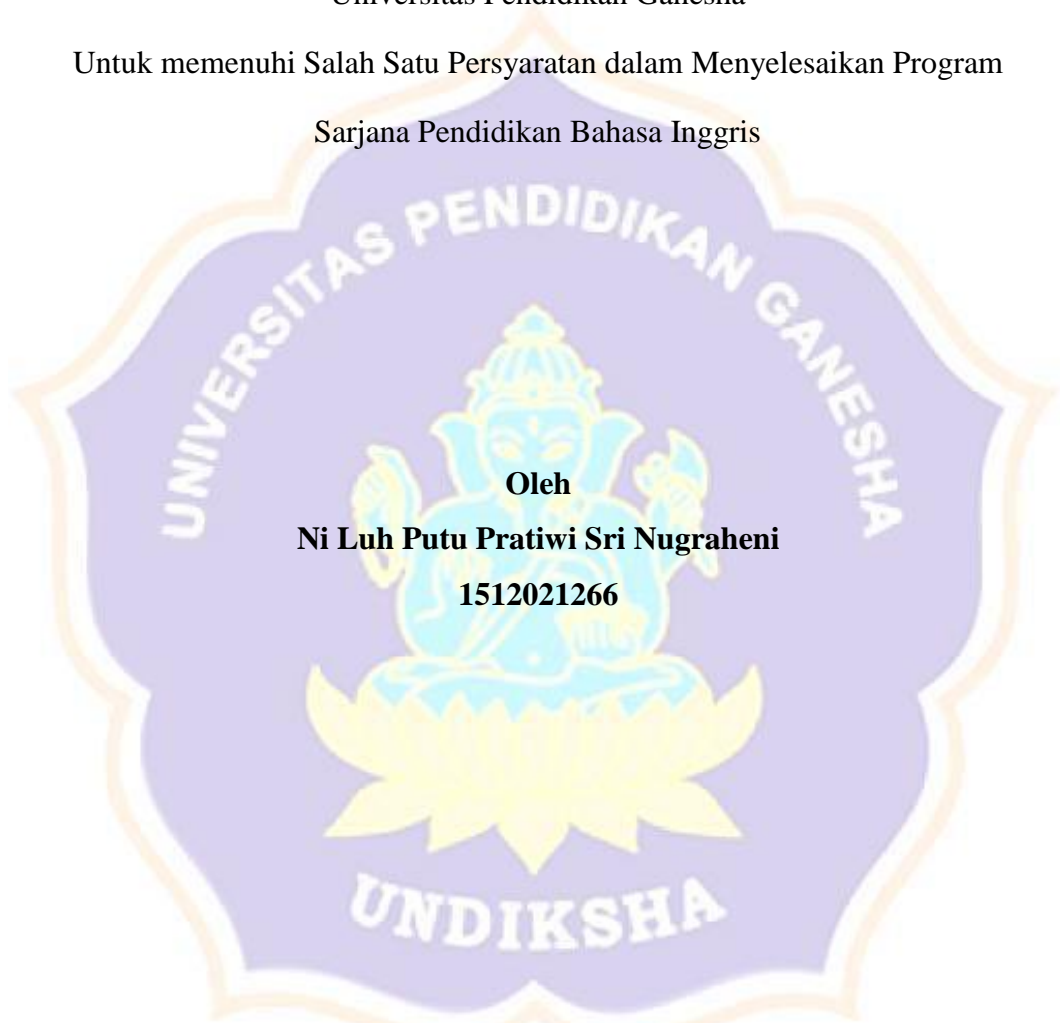 Universitas Pendidikan Ganesha
Untuk memenuhi Salah Satu Persyaratan dalam Menyelesaikan Program
Sarjana Pendidikan Bahasa Inggris
UNIVERSITAS PENDIDIKAN GANESHA
Oleh
Ni Luh Putu Pratiwi Sri Nugraheni
1512021266
UNDIKSHA